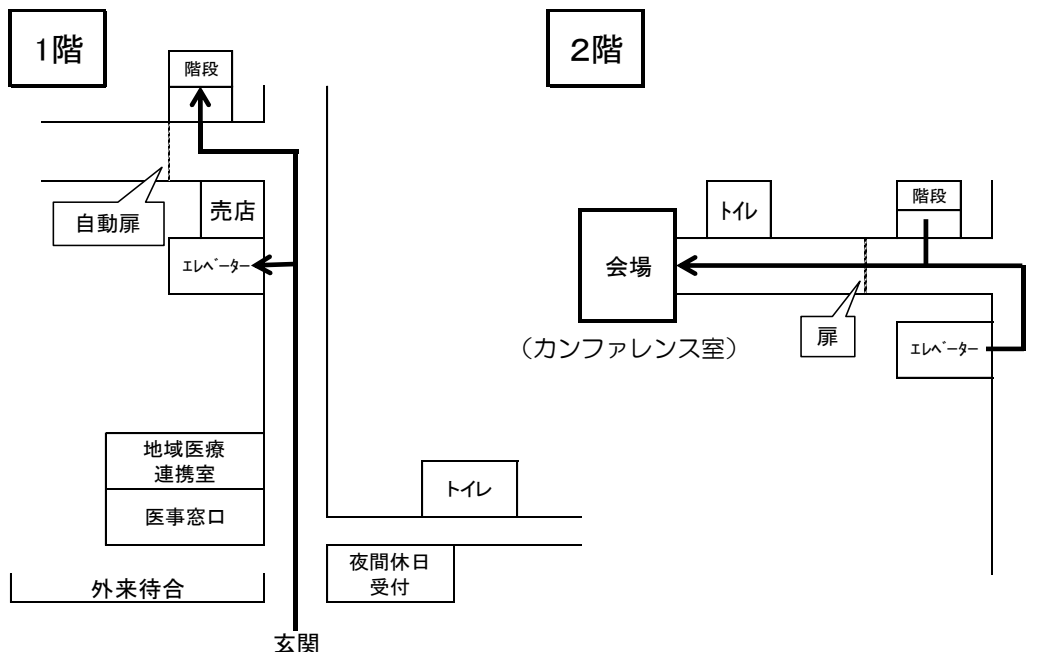 1階
階段
自動扉
売店
エレベーター
地域医療
連携室
医事窓口
外来待合
トイレ
夜間休日
受付
玄関
２階
トイレ
階段
会場
（カンファレンス室）
扉
エレベーター